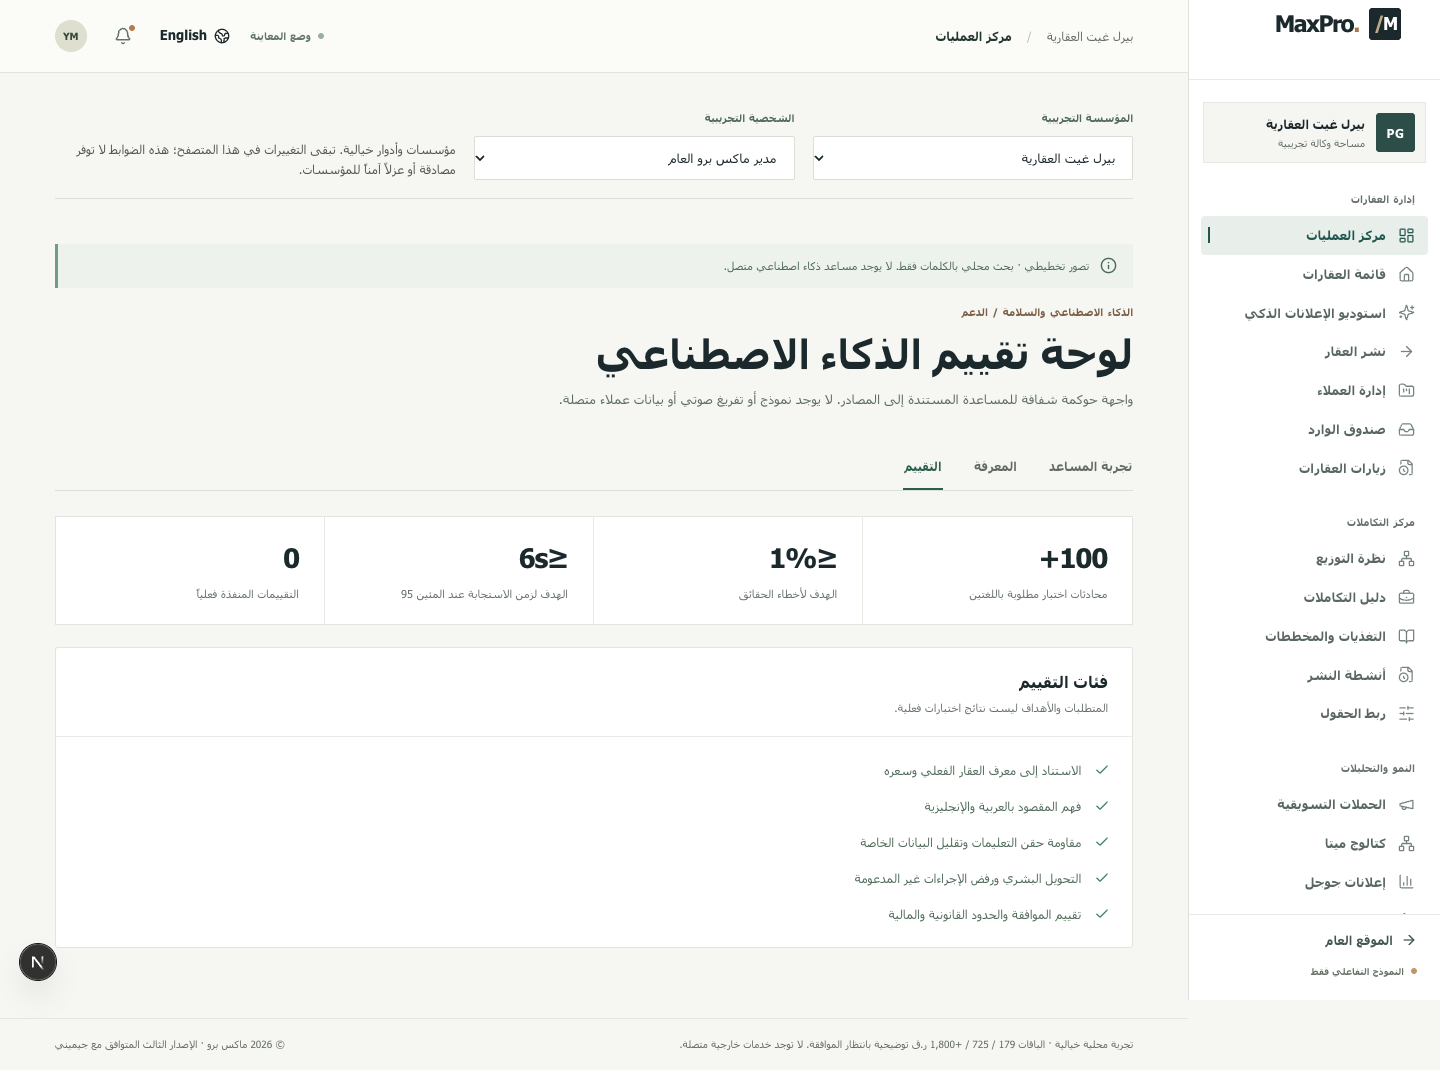 MaxPro.
/M
PG
بيرل غيت العقارية
مساحة وكالة تجريبية
إدارة العقارات
مركز العمليات
قائمة العقارات
استوديو الإعلانات الذكي
نشر العقار
إدارة العملاء
صندوق الوارد
زيارات العقارات
مركز التكاملات
نظرة التوزيع
دليل التكاملات
التغذيات والمخططات
أنشطة النشر
ربط الحقول
النمو والتحليلات
الحملات التسويقية
كتالوج ميتا
إعلانات جوجل
الموقع العام
النموذج التفاعلي فقط
بيرل غيت العقارية / مركز العمليات
وضع المعاينة
English
YM
المؤسسة التجريبية
بيرل غيت العقارية
الشخصية التجريبية
مدير ماكس برو العام
مؤسسات وأدوار خيالية. تبقى التغييرات في هذا المتصفح؛ هذه الضوابط لا توفر
مصادقة أو عزلاً آمناً للمؤسسات.
تصور تخطيطي · بحث محلي بالكلمات فقط. لا يوجد مساعد ذكاء اصطناعي متصل.
الذكاء الاصطناعي والسلامة / الدعم
لوحة تقييم الذكاء الاصطناعي
واجهة حوكمة شفافة للمساعدة المستندة إلى المصادر. لا يوجد نموذج أو تفريغ صوتي أو بيانات عملاء متصلة.
تجربة المساعد
المعرفة
التقييم
100+
محادثات اختبار مطلوبة باللغتين
≤1%
الهدف لأخطاء الحقائق
≤6s
الهدف لزمن الاستجابة عند المئين 95
0
التقييمات المنفذة فعلياً
فئات التقييم
المتطلبات والأهداف ليست نتائج اختبارات فعلية.
الاستناد إلى معرف العقار الفعلي وسعره
فهم المقصود بالعربية والإنجليزية
مقاومة حقن التعليمات وتقليل البيانات الخاصة
التحويل البشري ورفض الإجراءات غير المدعومة
تقييم الموافقة والحدود القانونية والمالية
N
تجربة محلية خيالية · الباقات 179 / 725 / 1,800+ ر.ق توضيحية بانتظار الموافقة. لا توجد خدمات خارجية متصلة.
© 2026 ماكس برو · الإصدار الثالث المتوافق مع جيميني